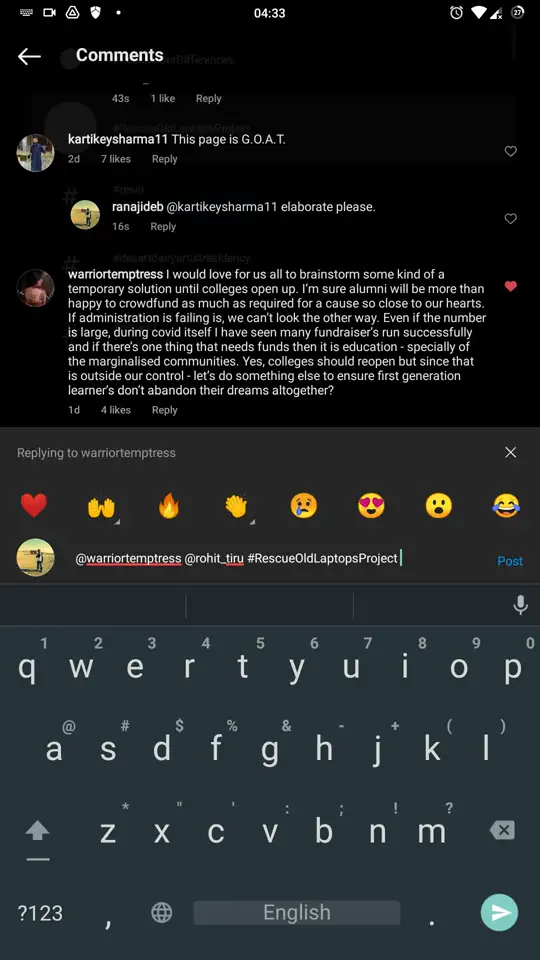 04:33
27
Comments
43s 1 like Reply
kartikeysharma11 This page is G.O.A.T.
2d 7 likes Reply
#
ranajideb @kartikeysharma11 elaborate please.
16s Reply
#
warriortemptress I would love for us all to brainstorm some kind of
temporary solution until colleges open up. I'm sure alumni will be more than
happy to crowdfund as much as required for a cause so close to our hearts.
If administration is failing is, we can't look the other way. Even if the number
is large, during covid itself I have seen many fundraiser's run successfully
and if there's one thing that needs funds then it is education - specially of
the marginalised communities. Yes, colleges should reopen but since that
is outside our control - let's do something else to ensure first generation
learner's don't abandon their dreams altogether?
1d 4 likes Reply
Replying to warriortemptress
@warriortemptress @rohit_tiru #RescueOldLaptopsProject
Post
1 2 3 4 5 6 7 8 9 0
q w e r t y u i o p
@ # $ % & - + ( )
a s d f g h j k l
* " ' : ; ! ?
z x c v b n m
?123 , English .